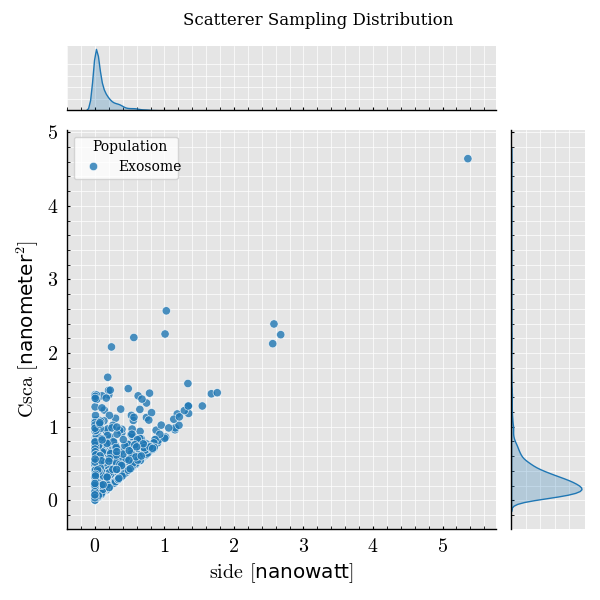 Scatterer Sampling Distribution
Population
Exosome
5
4
3
2
1
0
Csca [nanometer²]
0 1 2 3 4 5
side [nanowatt]